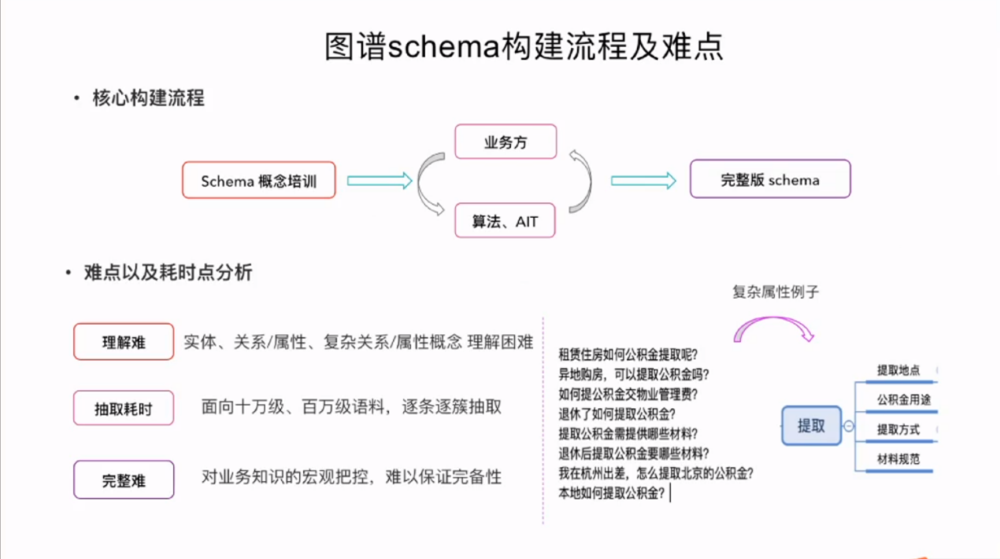 图谱schema构建流程及难点
• 核心构建流程
业务方
Schema 概念培训
完整版 schema
算法、AIT
• 难点以及耗时点分析
理解难
实体、关系/属性、复杂关系/属性概念 理解困难
抽取耗时
面向十万级、百万级语料，逐条逐簇抽取
完整难
对业务知识的宏观把控，难以保证完备性
复杂属性例子
租赁住房如何公积金提取呢?
异地购房，可以提取公积金吗?
如何提公积金交物业管理费?
退休了如何提取公积金?
提取公积金需提供哪些材料?
退休后提取公积金要哪些材料?
我在杭州出差，怎么提取北京的公积金?
本地如何提取公积金?
提取
提取地点
公积金用途
提取方式
材料规范